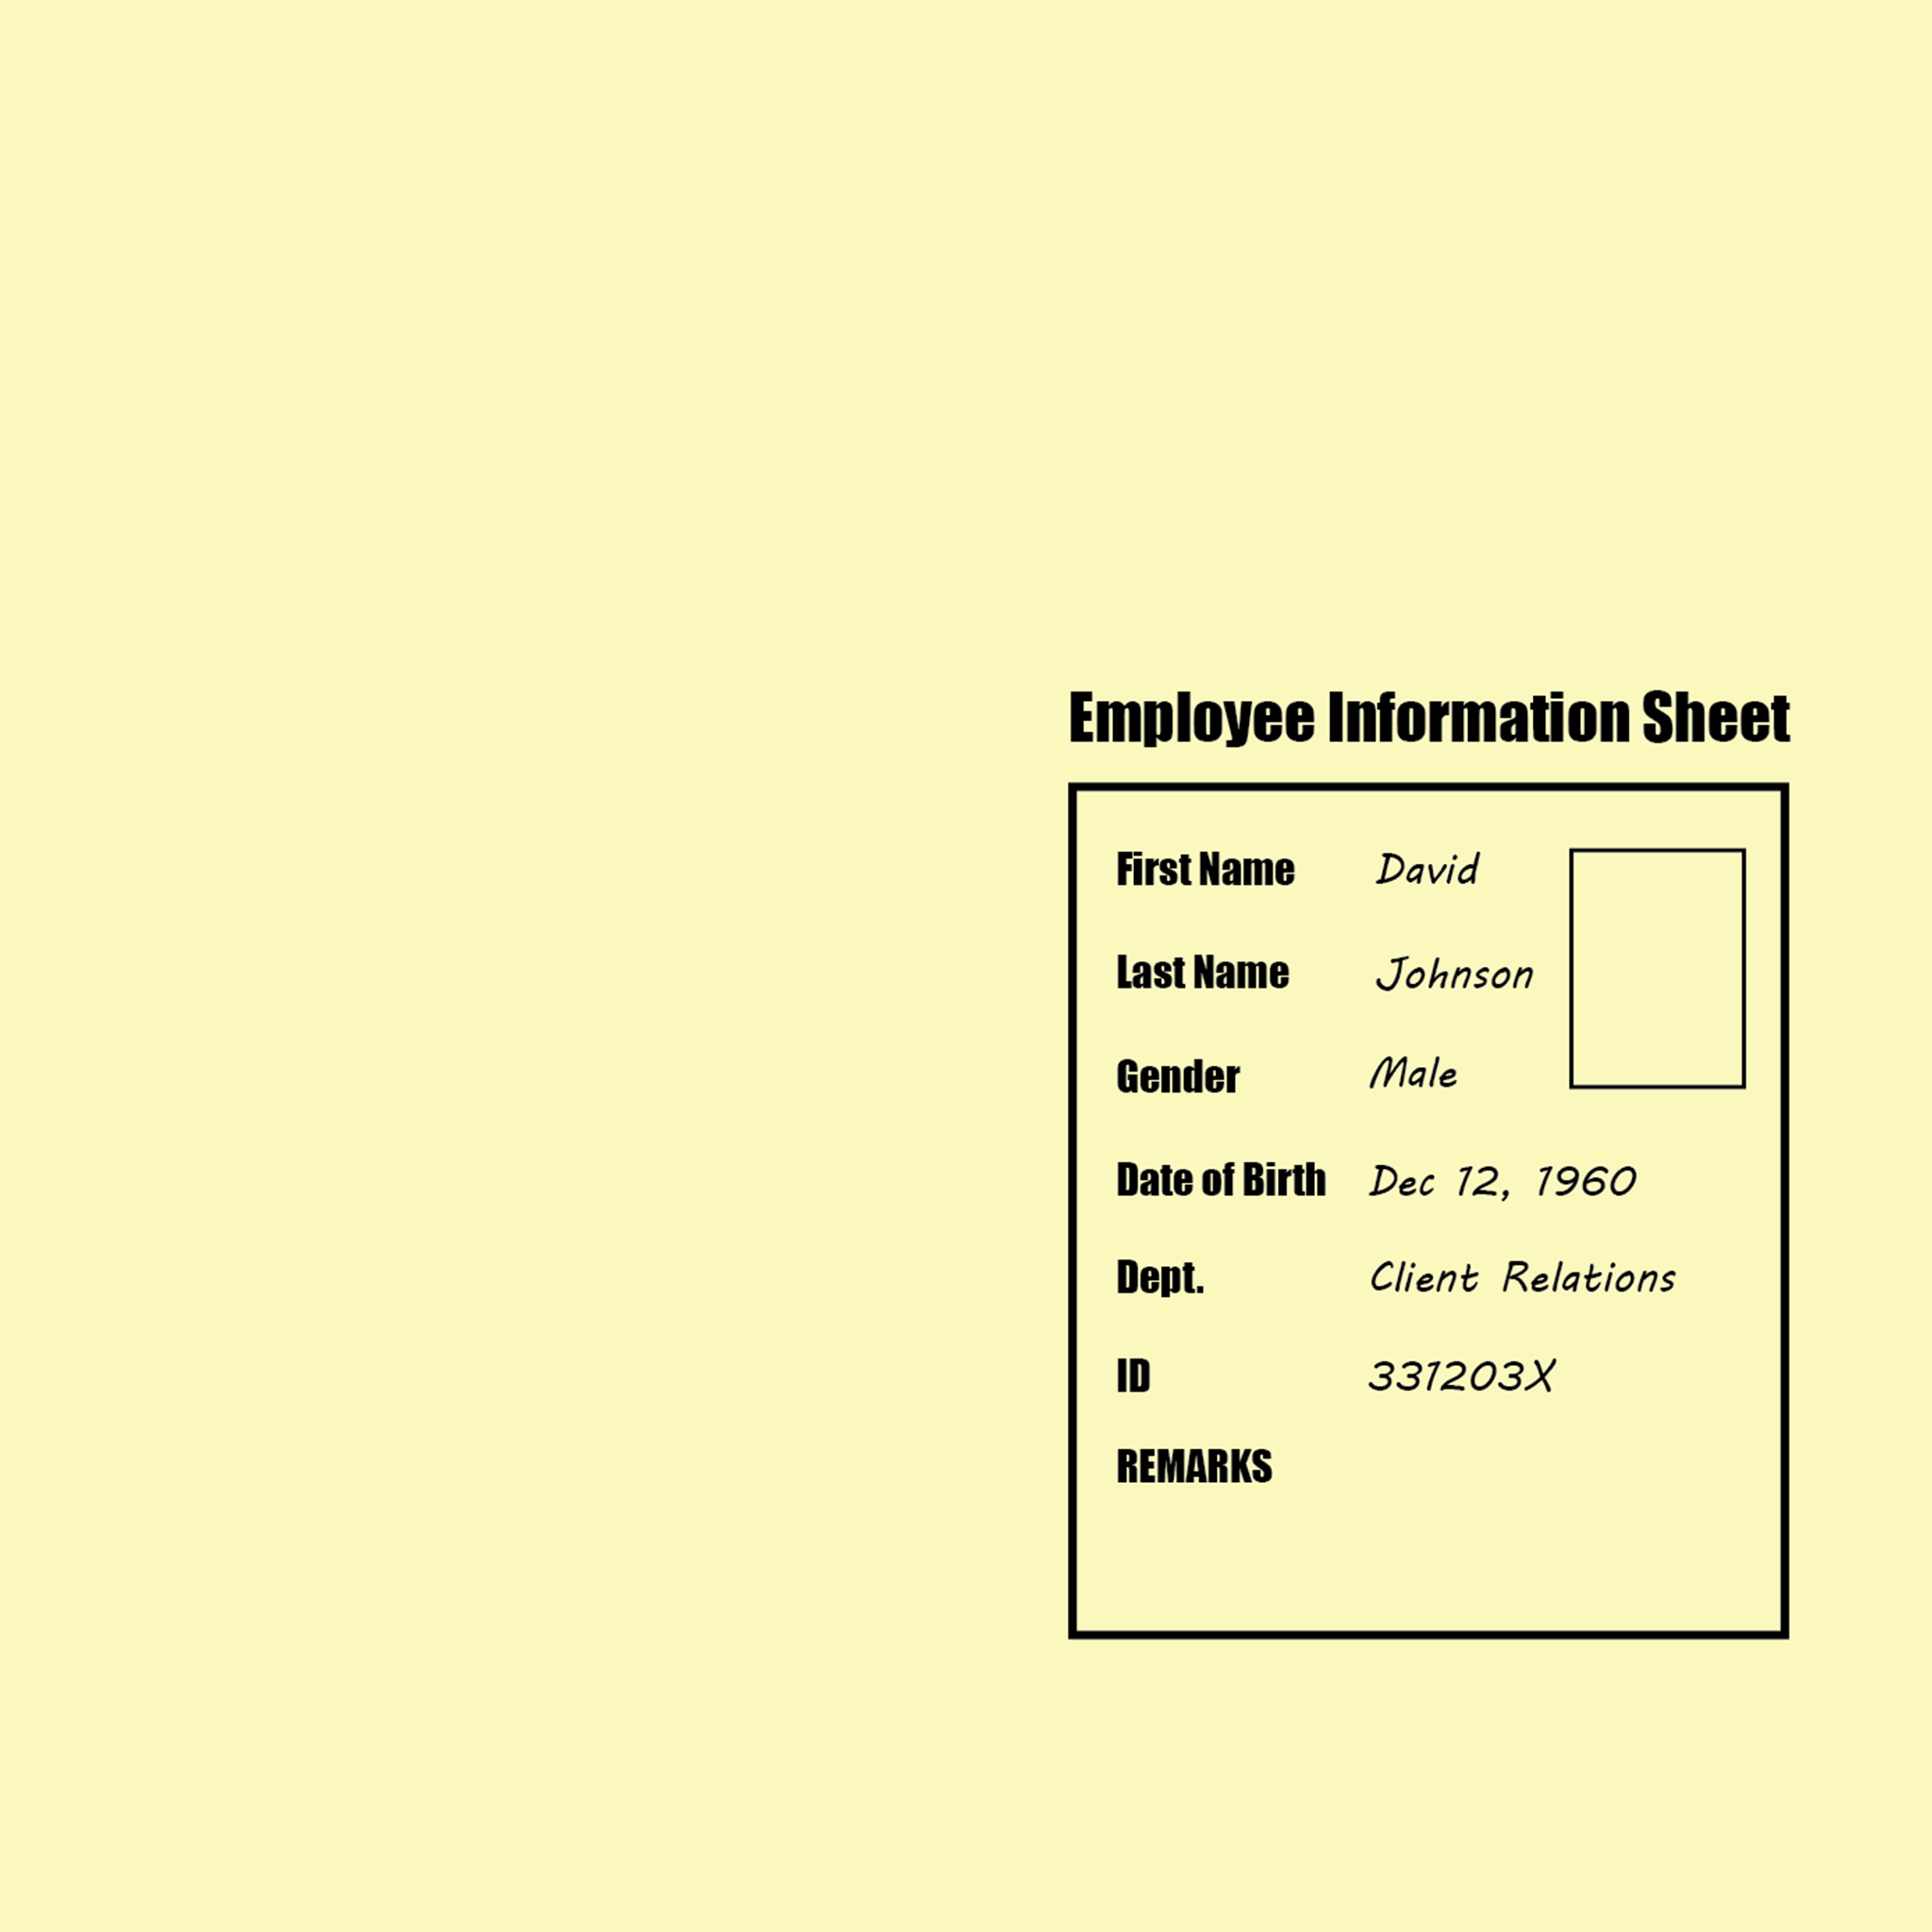 Employee Information Sheet
First Name David
Last Name Johnson
Gender Male
Date of Birth Dec 12, 1960
Dept. Client Relations
ID 331203X
REMARKS